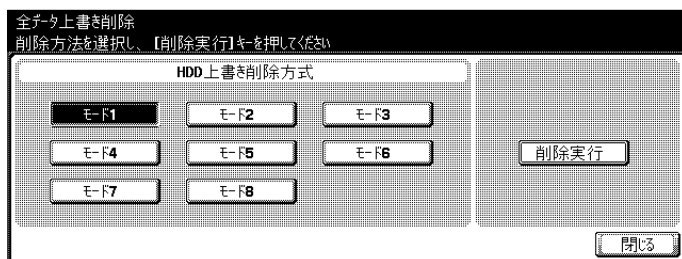 全ﾃﾞｰﾀ上書き削除
削除方法を選択し、【削除実行】ｷｰを押してください
HDD上書き削除方式
ﾓｰﾄﾞ1 ﾓｰﾄﾞ2 ﾓｰﾄﾞ3
ﾓｰﾄﾞ4 ﾓｰﾄﾞ5 ﾓｰﾄﾞ6 削除実行
ﾓｰﾄﾞ7 ﾓｰﾄﾞ8
閉じる